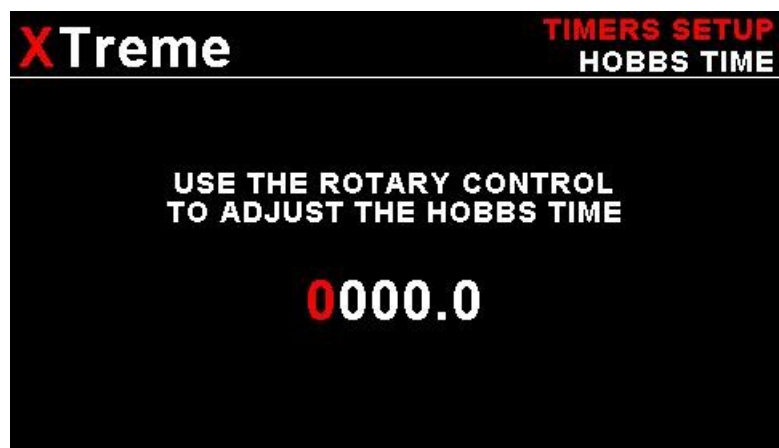 XTreme
TIMERS SETUP
HOBBS TIME
USE THE ROTARY CONTROL
TO ADJUST THE HOBBS TIME
0000.0